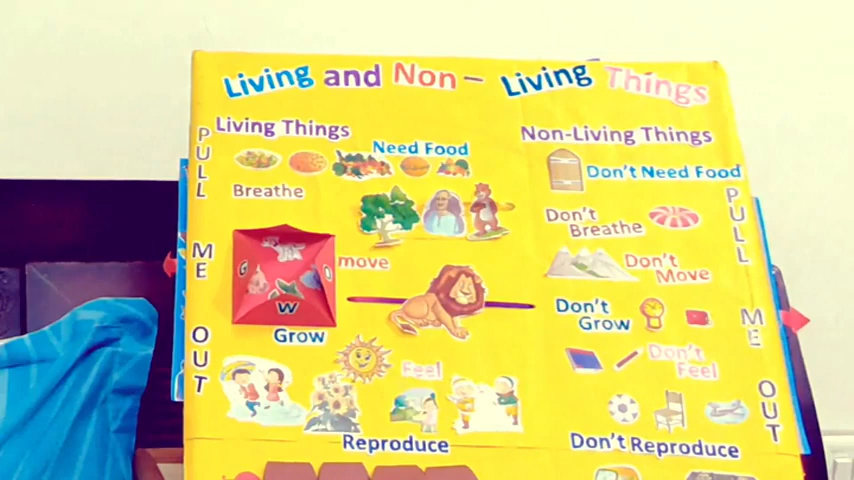 Living and Non - Living Things
Living Things
Need Food
Breathe
move
G
O
W
Grow
Feel
Reproduce
Non-Living Things
Don't Need Food
Don't
Breathe
Don't
Move
Don't
Grow
Don't
Feel
Don't Reproduce
PULL
ME
OUT
PULL
ME
OUT